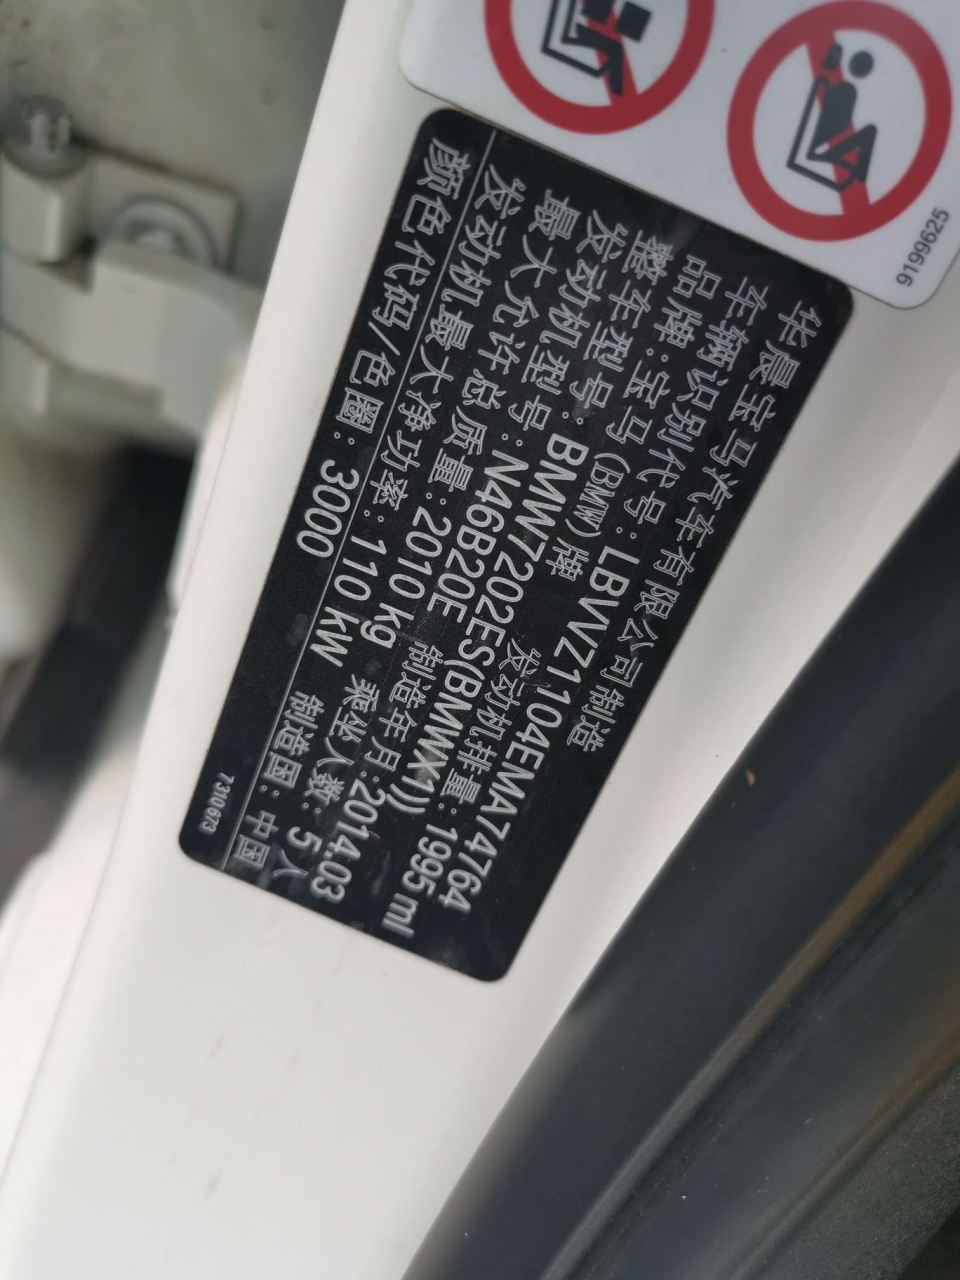 9199625
华晨宝马汽车有限公司制造
车辆识别代号: LBVVZ1104EMA74764
品牌:宝马 (BMW) 牌 发动机排量: 1995 ml
整车型号: BMW7202ES(BMWX1))
发动机型号: N46B20E 制造年月:2014.03
最大允许总质量: 2010 kg 乘坐人数: 5 人
发动机最大净功率: 110 kW 制造国: 中国
颜色代码/色圈: 3000 7310673